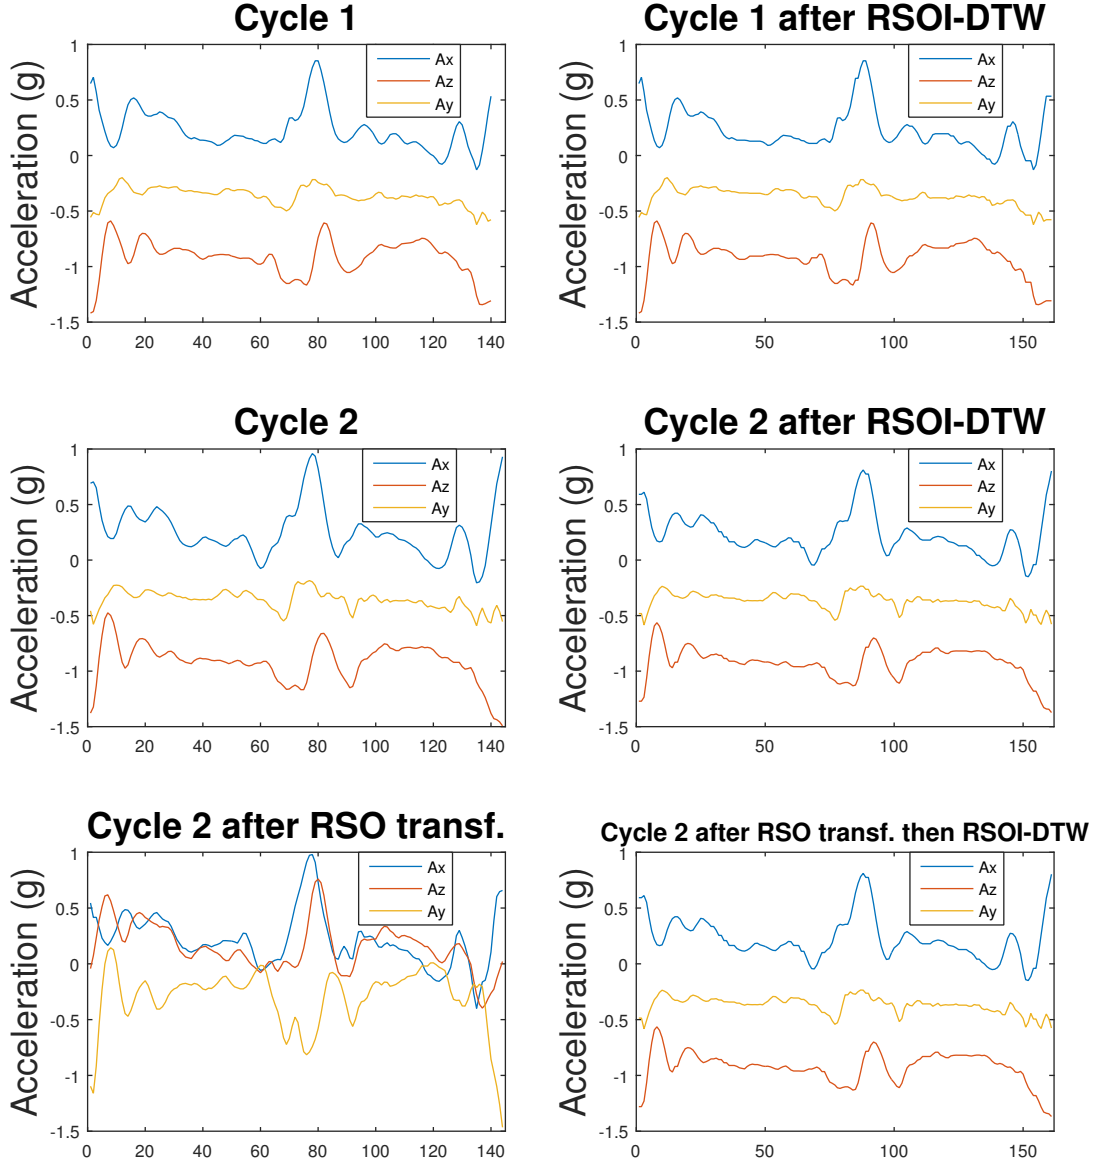 Cycle 1
Acceleration (g)
1
0.5
0
-0.5
-1
-1.5
0 20 40 60 80 100 120 140
Ax
Az
Ay
Cycle 1 after RSOI-DTW
Acceleration (g)
1
0.5
0
-0.5
-1
-1.5
0 50 100 150
Ax
Az
Ay
Cycle 2
Acceleration (g)
1
0.5
0
-0.5
-1
-1.5
0 20 40 60 80 100 120 140
Ax
Az
Ay
Cycle 2 after RSOI-DTW
Acceleration (g)
1
0.5
0
-0.5
-1
-1.5
0 50 100 150
Ax
Az
Ay
Cycle 2 after RSO transf.
Acceleration (g)
1
0.5
0
-0.5
-1
-1.5
0 20 40 60 80 100 120 140
Ax
Az
Ay
Cycle 2 after RSO transf. then RSOI-DTW
Acceleration (g)
1
0.5
0
-0.5
-1
-1.5
0 50 100 150
Ax
Az
Ay